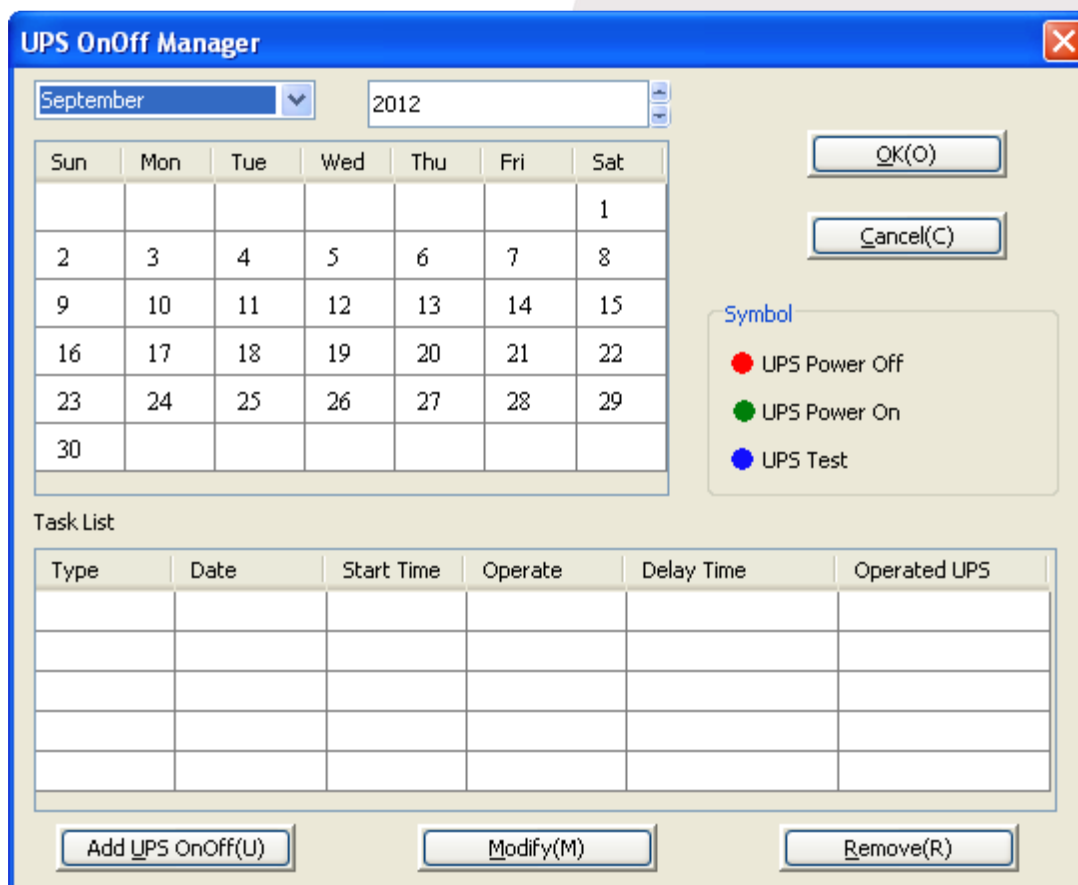 UPS OnOff Manager
September 2012
Sun Mon Tue Wed Thu Fri Sat
1
2 3 4 5 6 7 8
9 10 11 12 13 14 15
16 17 18 19 20 21 22
23 24 25 26 27 28 29
30
OK(O)
Cancel(C)
Symbol
UPS Power Off
UPS Power On
UPS Test
Task List
Type Date Start Time Operate Delay Time Operated UPS
Add UPS OnOff(U) Modify(M) Remove(R)